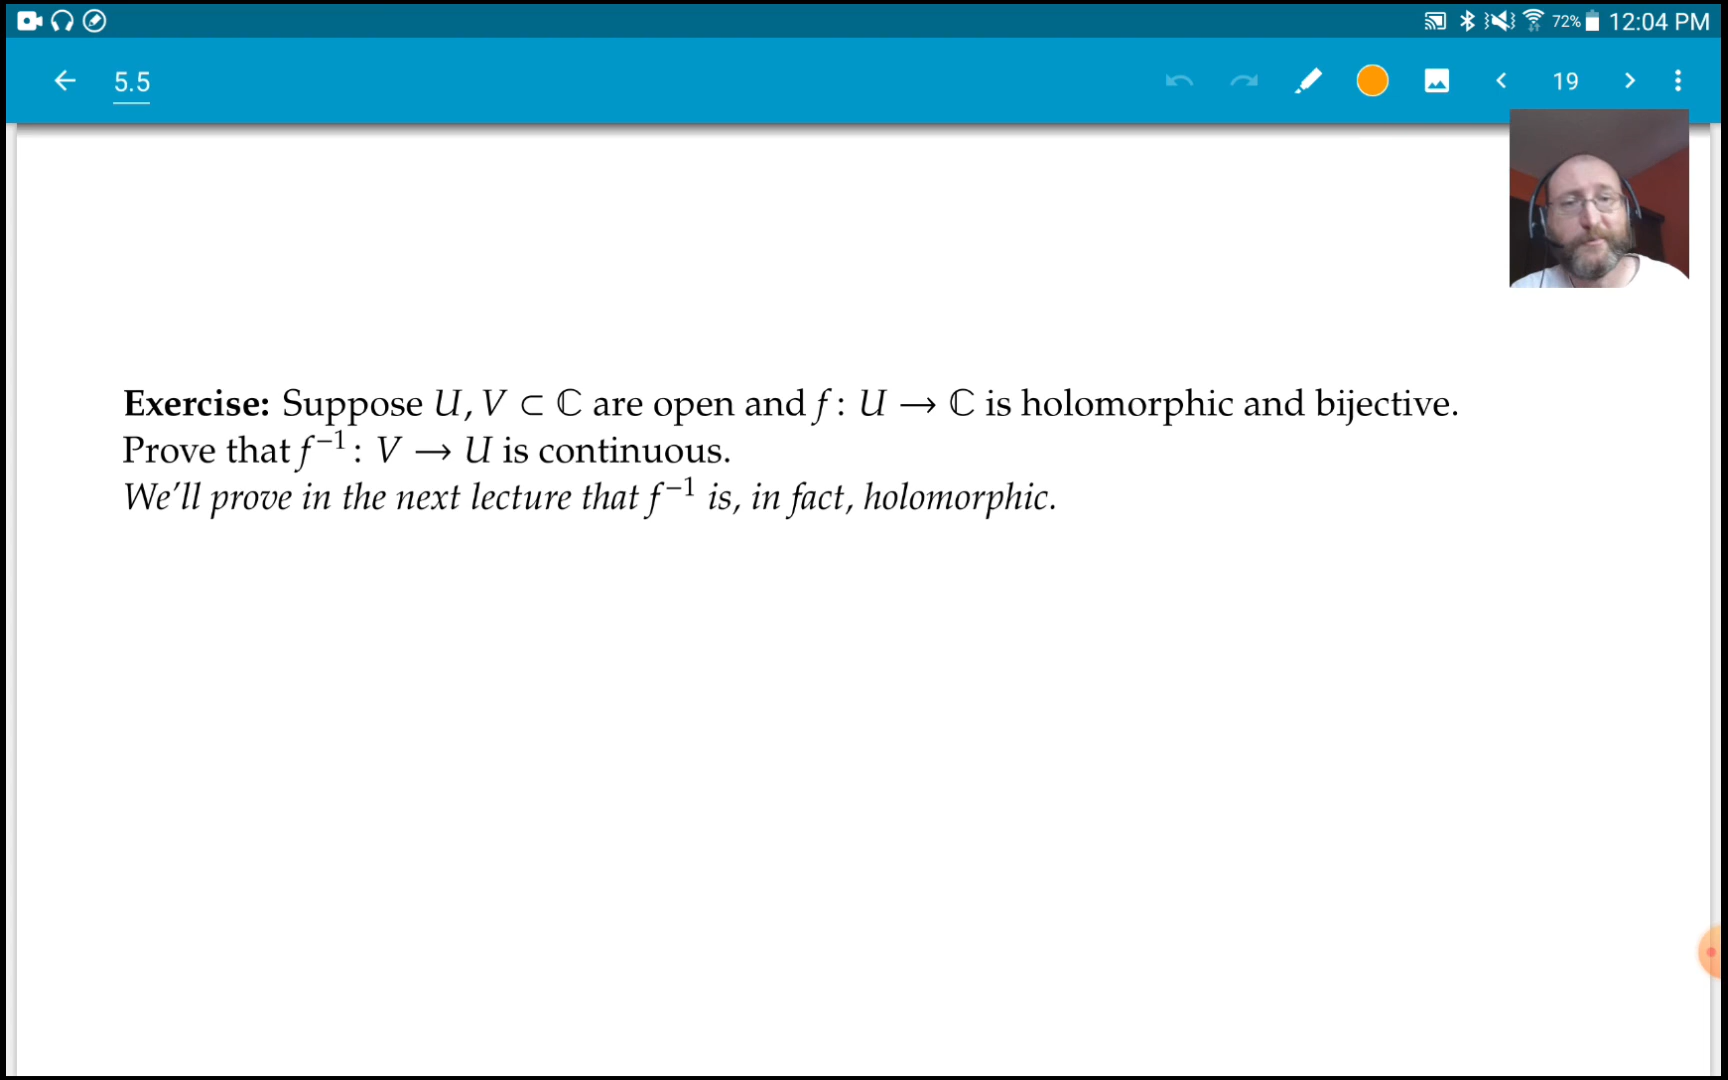 72% 12:04 PM
5.5 19
Exercise: Suppose U, V ⊂ ℂ are open and f : U → ℂ is holomorphic and bijective.
Prove that f⁻¹ : V → U is continuous.
We'll prove in the next lecture that f⁻¹ is, in fact, holomorphic.